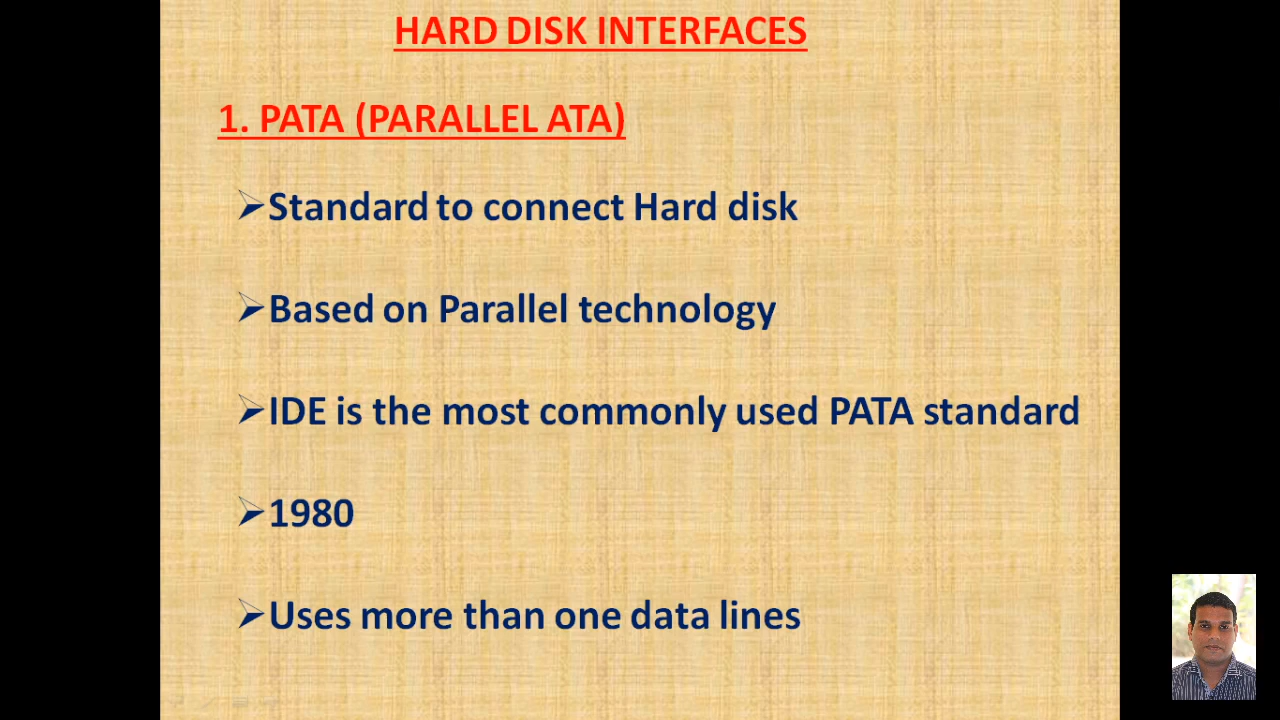 HARD DISK INTERFACES
1. PATA (PARALLEL ATA)
➢Standard to connect Hard disk
➢Based on Parallel technology
➢IDE is the most commonly used PATA standard
➢1980
➢Uses more than one data lines